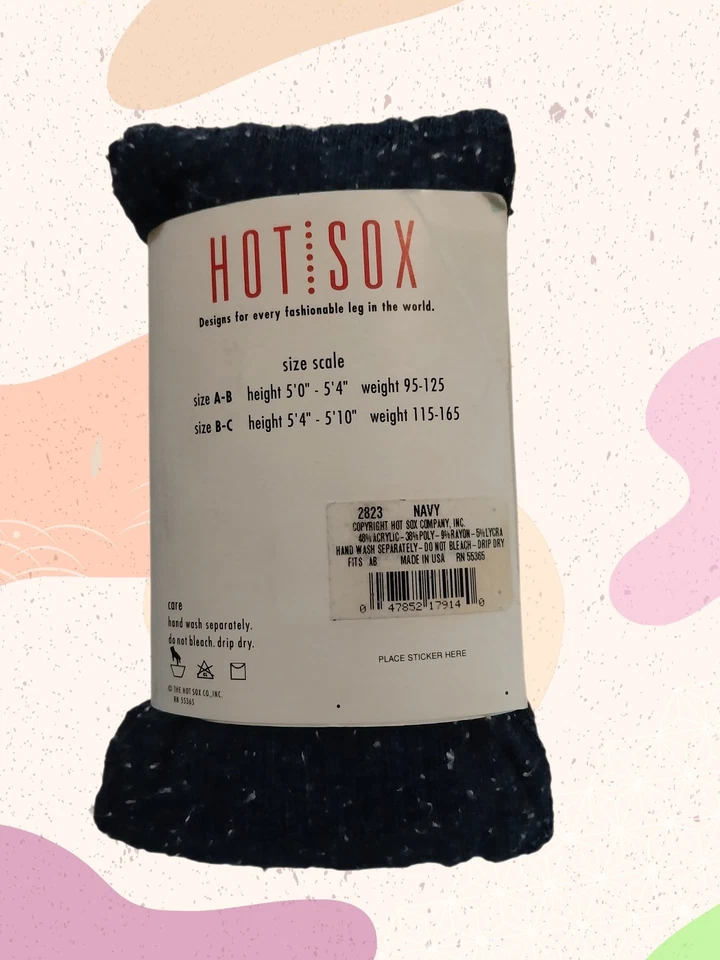 HOT SOX
Designs for every fashionable leg in the world.
size scale
size A-B height 5'0" - 5'4" weight 95-125
size B-C height 5'4" - 5'10" weight 115-165
2823 NAVY
COPYRIGHT HOT SOX COMPANY, INC.
48% ACRYLIC-38% POLY-9% RAYON-5% LYCRA
HAND WASH SEPARATELY-DO NOT BLEACH-DRIP DRY
FITS AB MADE IN USA RN 55365
0 47852 17914 0
care
hand wash separately.
do not bleach. drip dry.
© THE HOT SOX CO., INC.
RN 55365
PLACE STICKER HERE